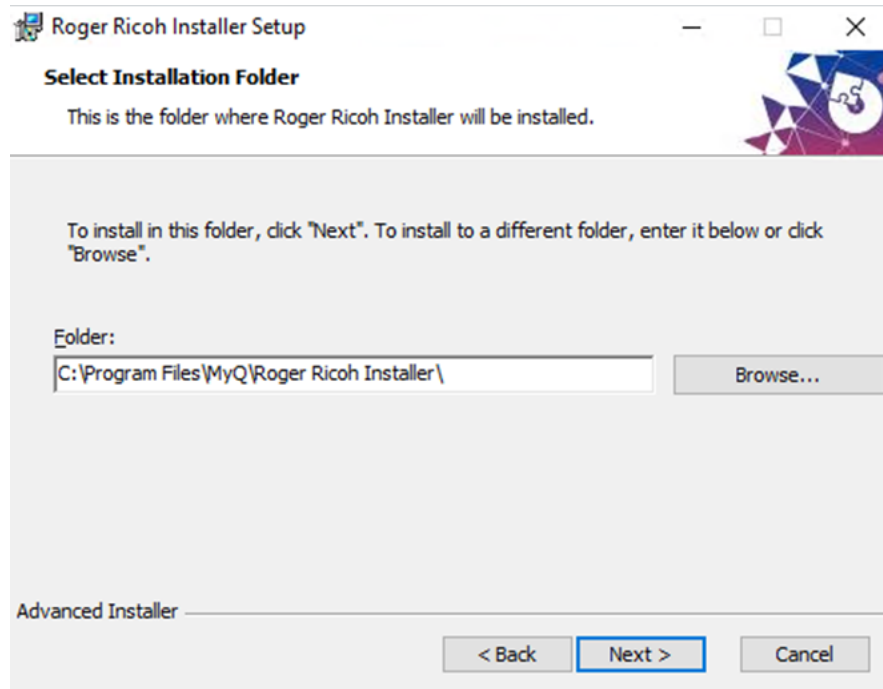 Roger Ricoh Installer Setup
Select Installation Folder
This is the folder where Roger Ricoh Installer will be installed.
To install in this folder, click "Next". To install to a different folder, enter it below or click
"Browse".
Folder:
C:\Program Files\MyQ\Roger Ricoh Installer\
Browse...
Advanced Installer
< Back
Next >
Cancel